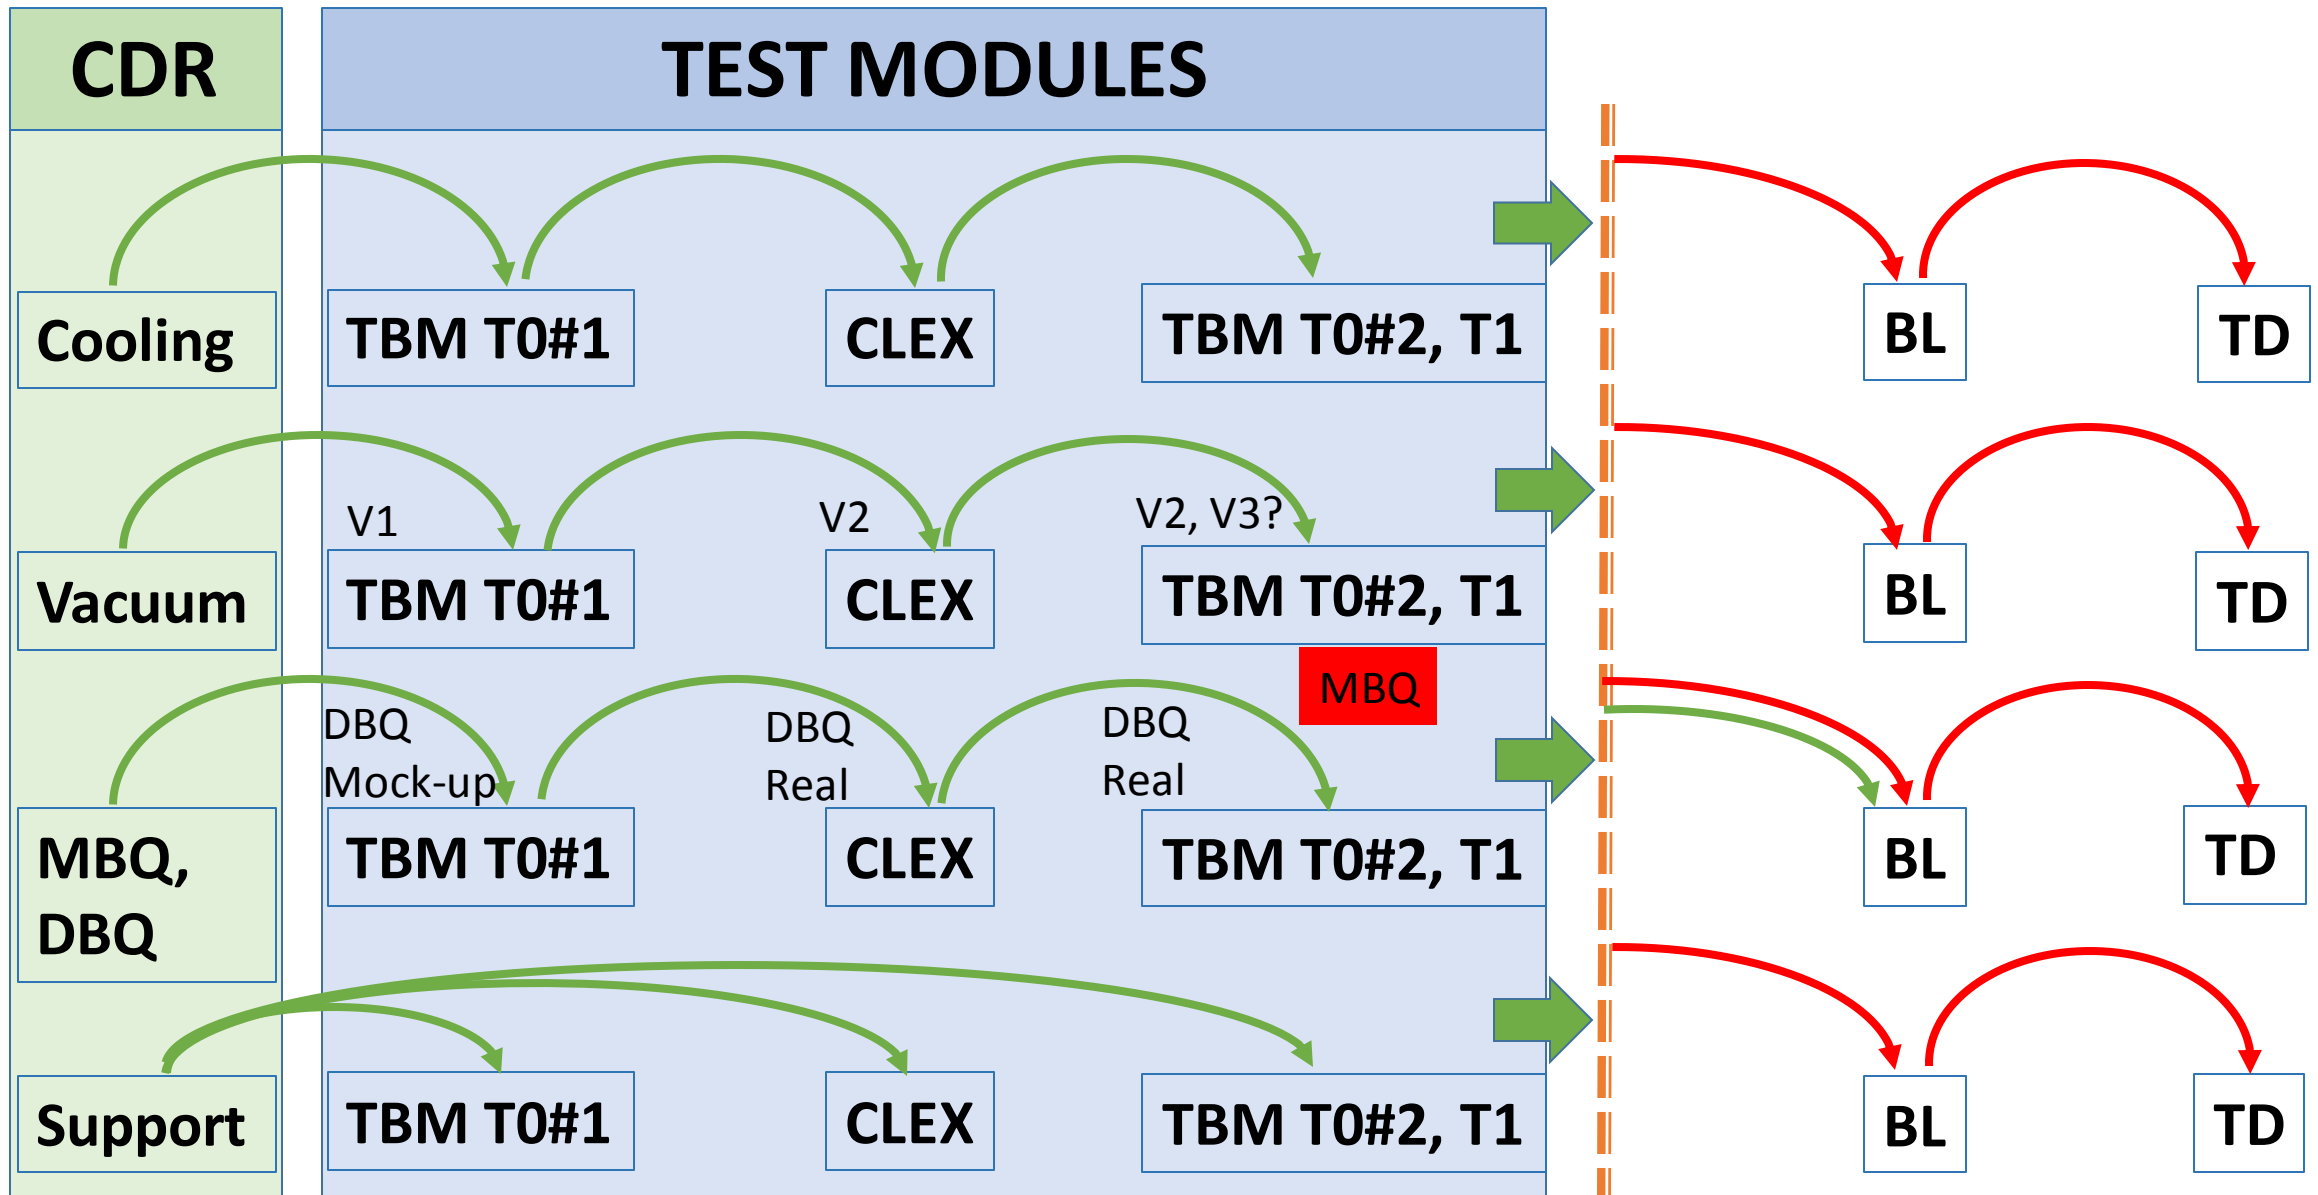 CDR
TEST MODULES
Cooling
TBM T0#1
CLEX
TBM T0#2, T1
BL
TD
V1
V2
V2, V3?
Vacuum
TBM T0#1
CLEX
TBM T0#2, T1
BL
TD
MBQ
DBQ
Mock-up
DBQ
Real
DBQ
Real
MBQ,
DBQ
TBM T0#1
CLEX
TBM T0#2, T1
BL
TD
Support
TBM T0#1
CLEX
TBM T0#2, T1
BL
TD